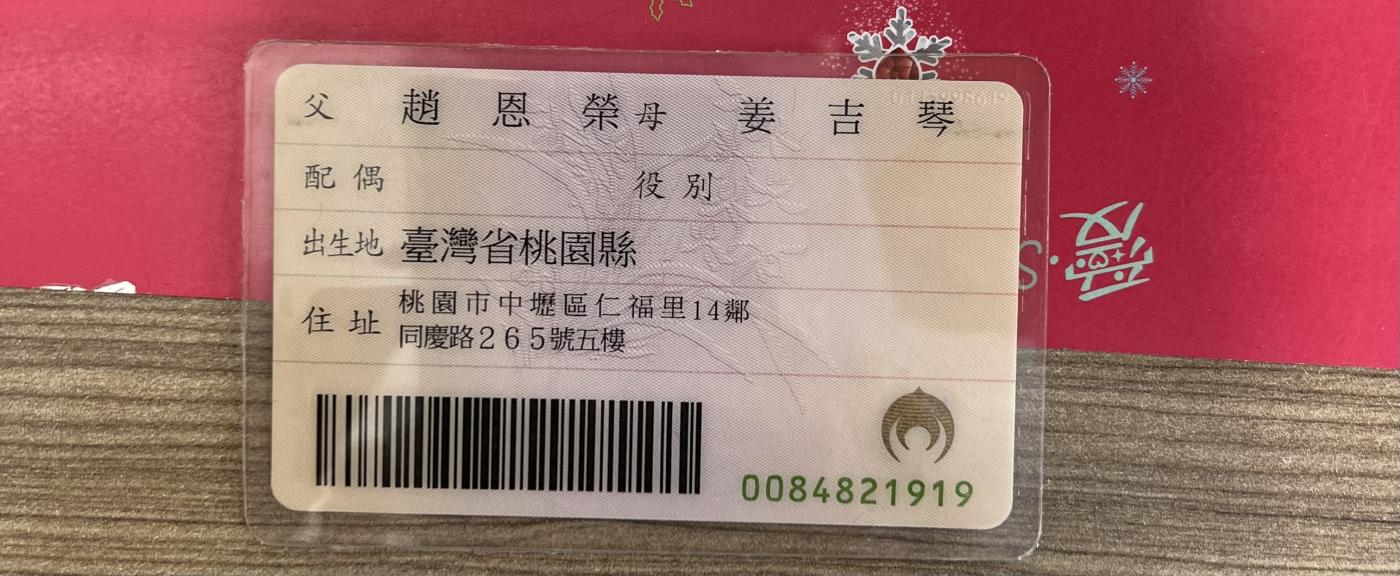 父 趙恩榮 母 姜吉琴
配偶 役別
出生地 臺灣省桃園縣
住址 桃園市中壢區仁福里14鄰
同慶路265號五樓
0084821919